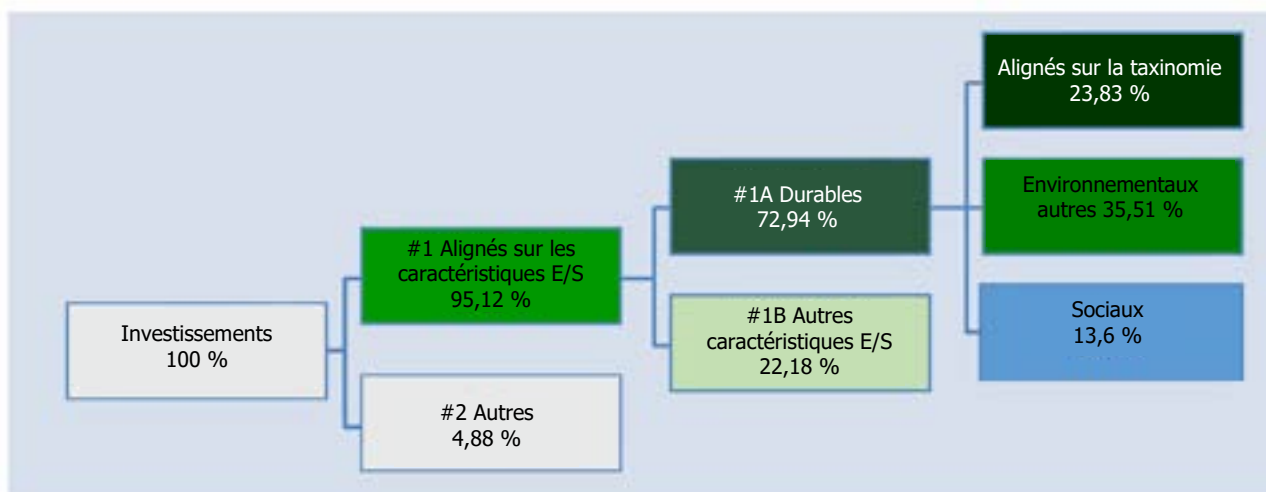 Alignés sur la taxinomie
23,83 %
#1A Durables
72,94 %
Environnementaux
autres 35,51 %
#1 Alignés sur les
caractéristiques E/S
95,12 %
Investissements
100 %
#1B Autres
caractéristiques E/S
22,18 %
Sociaux
13,6 %
#2 Autres
4,88 %